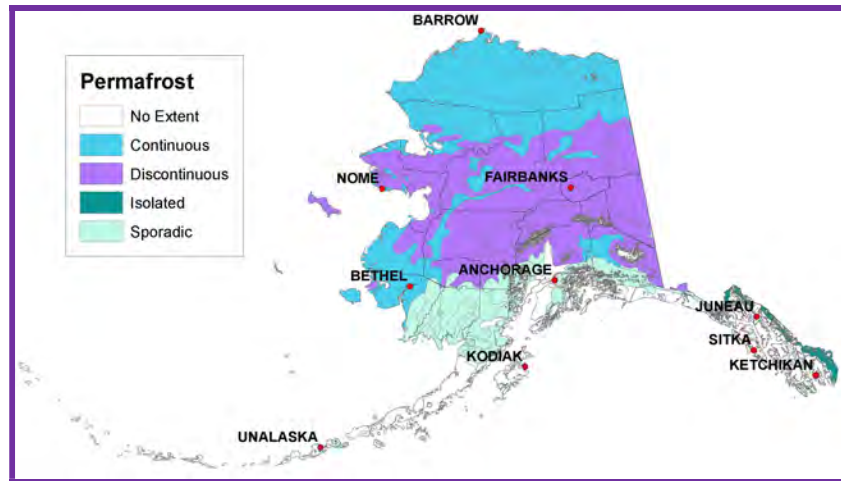 BARROW
Permafrost
No Extent
Continuous
Discontinuous
Isolated
Sporadic
NOME
FAIRBANKS
BETHEL
ANCHORAGE
JUNEAU
SITKA
KODIAK
KETCHIKAN
UNALASKA